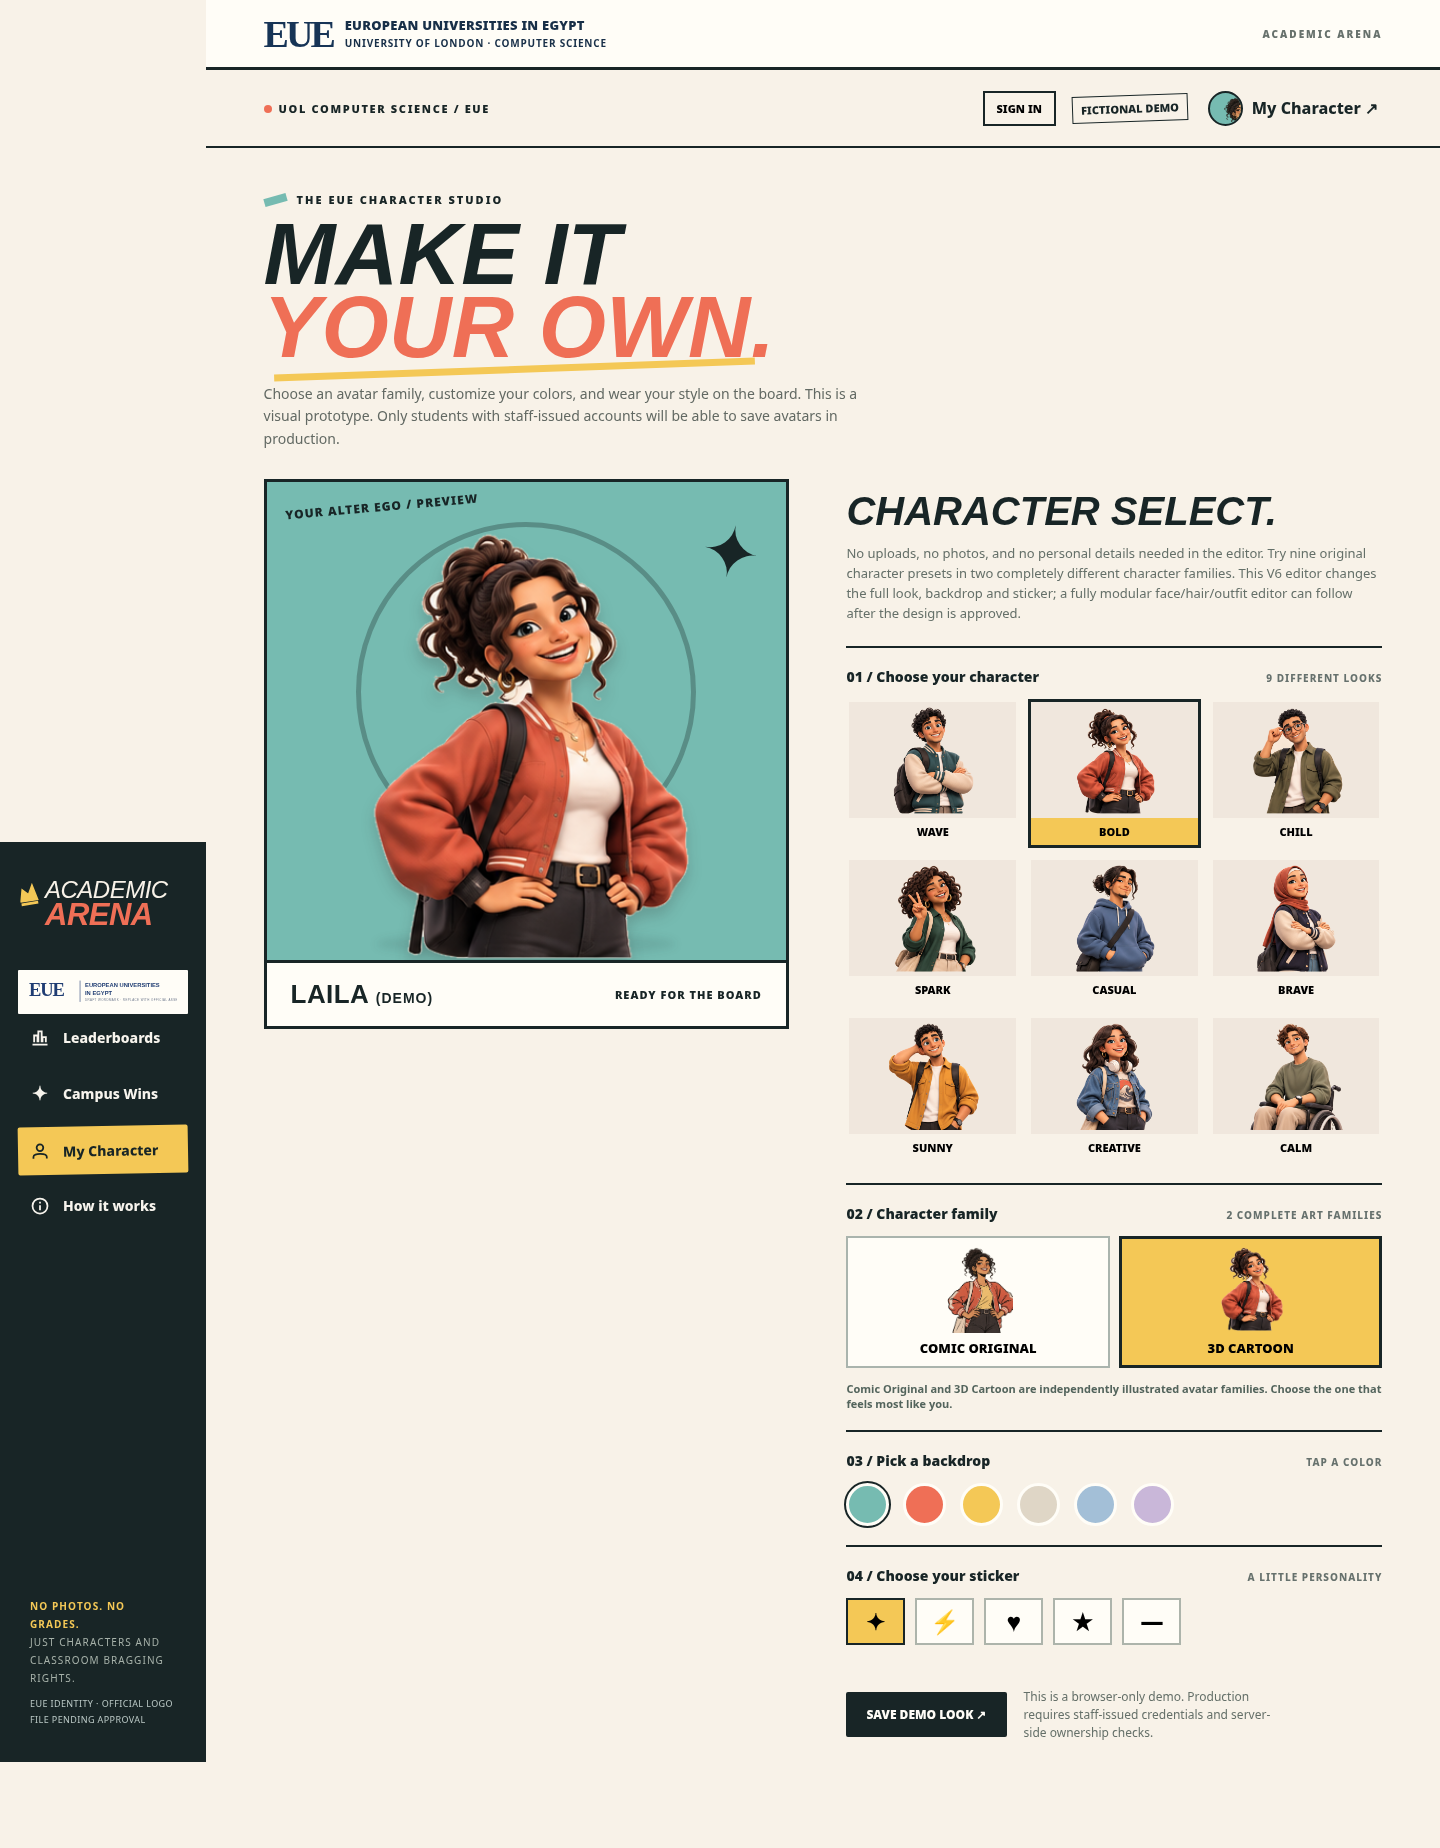 EUE
EUROPEAN UNIVERSITIES IN EGYPT
UNIVERSITY OF LONDON · COMPUTER SCIENCE
ACADEMIC ARENA
UOL COMPUTER SCIENCE / EUE
SIGN IN
FICTIONAL DEMO
My Character ↗
THE EUE CHARACTER STUDIO
MAKE IT
YOUR OWN.
Choose an avatar family, customize your colors, and wear your style on the board. This is a
visual prototype. Only students with staff-issued accounts will be able to save avatars in
production.
YOUR ALTER EGO / PREVIEW
LAILA (DEMO)
READY FOR THE BOARD
CHARACTER SELECT.
No uploads, no photos, and no personal details needed in the editor. Try nine original
character presets in two completely different character families. This V6 editor changes
the full look, backdrop and sticker; a fully modular face/hair/outfit editor can follow
after the design is approved.
01 / Choose your character
9 DIFFERENT LOOKS
WAVE
BOLD
CHILL
SPARK
CASUAL
BRAVE
SUNNY
CREATIVE
CALM
02 / Character family
2 COMPLETE ART FAMILIES
COMIC ORIGINAL
3D CARTOON
Comic Original and 3D Cartoon are independently illustrated avatar families. Choose the one that
feels most like you.
03 / Pick a backdrop
TAP A COLOR
04 / Choose your sticker
A LITTLE PERSONALITY
SAVE DEMO LOOK ↗
This is a browser-only demo. Production
requires staff-issued credentials and server-
side ownership checks.
ACADEMIC
ARENA
EUE
EUROPEAN UNIVERSITIES
IN EGYPT
Leaderboards
Campus Wins
My Character
How it works
NO PHOTOS. NO
GRADES.
JUST CHARACTERS AND
CLASSROOM BRAGGING
RIGHTS.
EUE IDENTITY · OFFICIAL LOGO
FILE PENDING APPROVAL